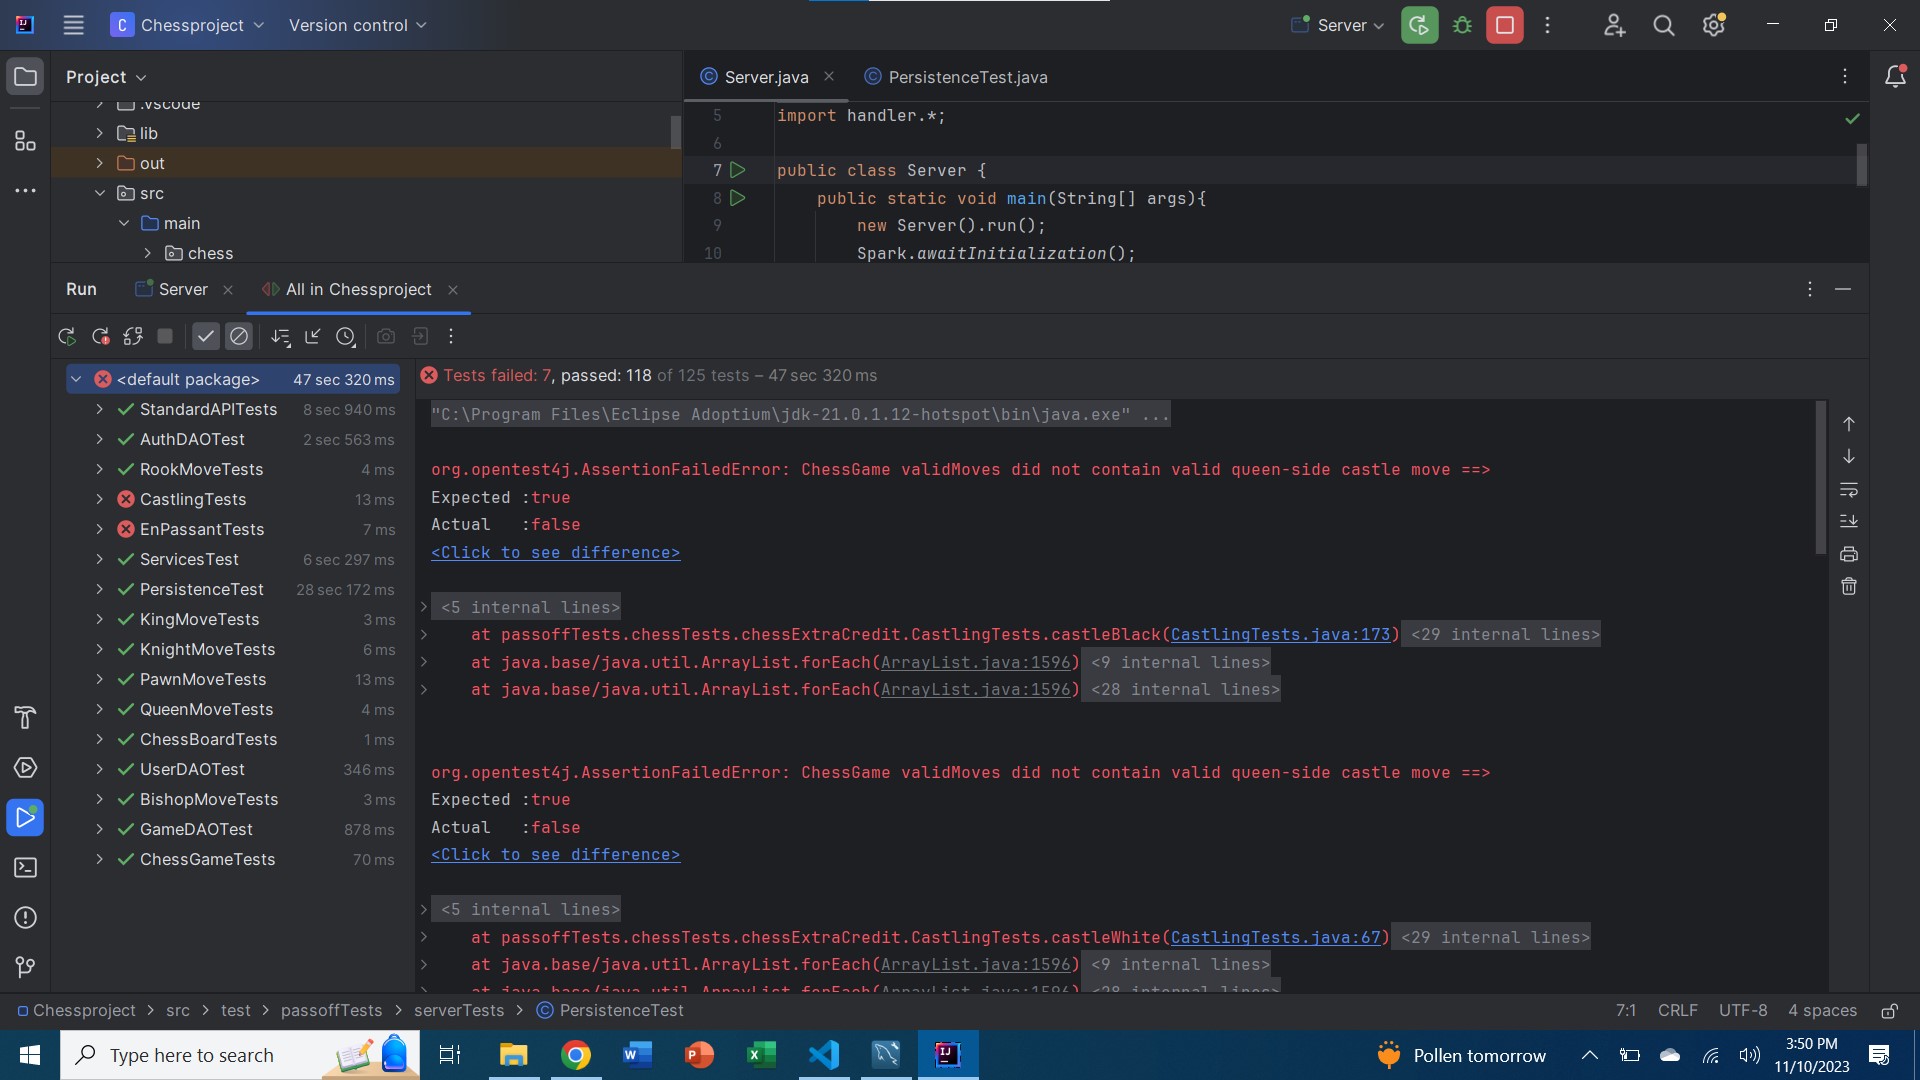 C Chessproject Version control Server
Project
.vscode
lib
out
src
main
chess
Server.java PersistenceTest.java
5 import handler.*;
6
7 public class Server {
8 public static void main(String[] args){
9 new Server().run();
10 Spark.awaitInitialization();
Run Server All in Chessproject
<default package> 47 sec 320 ms
StandardAPITests 8 sec 940 ms
AuthDAOTest 2 sec 563 ms
RookMoveTests 4 ms
CastlingTests 13 ms
EnPassantTests 7 ms
ServicesTest 6 sec 297 ms
PersistenceTest 28 sec 172 ms
KingMoveTests 3 ms
KnightMoveTests 6 ms
PawnMoveTests 13 ms
QueenMoveTests 4 ms
ChessBoardTests 1 ms
UserDAOTest 346 ms
BishopMoveTests 3 ms
GameDAOTest 878 ms
ChessGameTests 70 ms
Tests failed: 7, passed: 118 of 125 tests – 47 sec 320 ms
"C:\Program Files\Eclipse Adoptium\jdk-21.0.1.12-hotspot\bin\java.exe" ...
org.opentest4j.AssertionFailedError: ChessGame validMoves did not contain valid queen-side castle move ==>
Expected :true
Actual :false
<Click to see difference>
<5 internal lines>
at passoffTests.chessTests.chessExtraCredit.CastlingTests.castleBlack(CastlingTests.java:173) <29 internal lines>
at java.base/java.util.ArrayList.forEach(ArrayList.java:1596) <9 internal lines>
at java.base/java.util.ArrayList.forEach(ArrayList.java:1596) <28 internal lines>
org.opentest4j.AssertionFailedError: ChessGame validMoves did not contain valid queen-side castle move ==>
Expected :true
Actual :false
<Click to see difference>
<5 internal lines>
at passoffTests.chessTests.chessExtraCredit.CastlingTests.castleWhite(CastlingTests.java:67) <29 internal lines>
at java.base/java.util.ArrayList.forEach(ArrayList.java:1596) <9 internal lines>
at java.base/java.util.ArrayList.forEach(ArrayList.java:1596) <28 internal lines>
Chessproject > src > test > passoffTests > serverTests > PersistenceTest 7:1 CRLF UTF-8 4 spaces
Type here to search
Pollen tomorrow
3:50 PM
11/10/2023